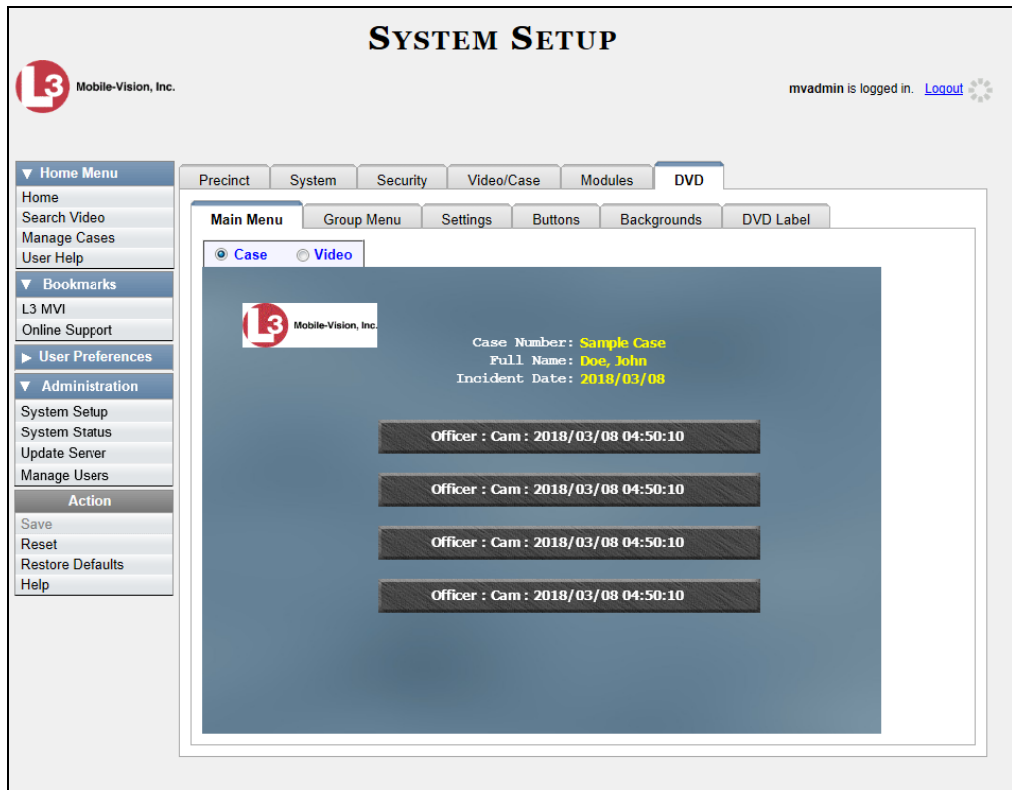 SYSTEM SETUP
L3 Mobile-Vision, Inc.
mvadmin is logged in. Logout
▼ Home Menu
Home
Search Video
Manage Cases
User Help
▼ Bookmarks
L3 MVI
Online Support
▶ User Preferences
▼ Administration
System Setup
System Status
Update Server
Manage Users
Action
Save
Reset
Restore Defaults
Help
Precinct System Security Video/Case Modules DVD
Main Menu Group Menu Settings Buttons Backgrounds DVD Label
Case Video
L3 Mobile-Vision, Inc.
Case Number: Sample Case
Full Name: Doe, John
Incident Date: 2018/03/08
Officer : Cam : 2018/03/08 04:50:10
Officer : Cam : 2018/03/08 04:50:10
Officer : Cam : 2018/03/08 04:50:10
Officer : Cam : 2018/03/08 04:50:10